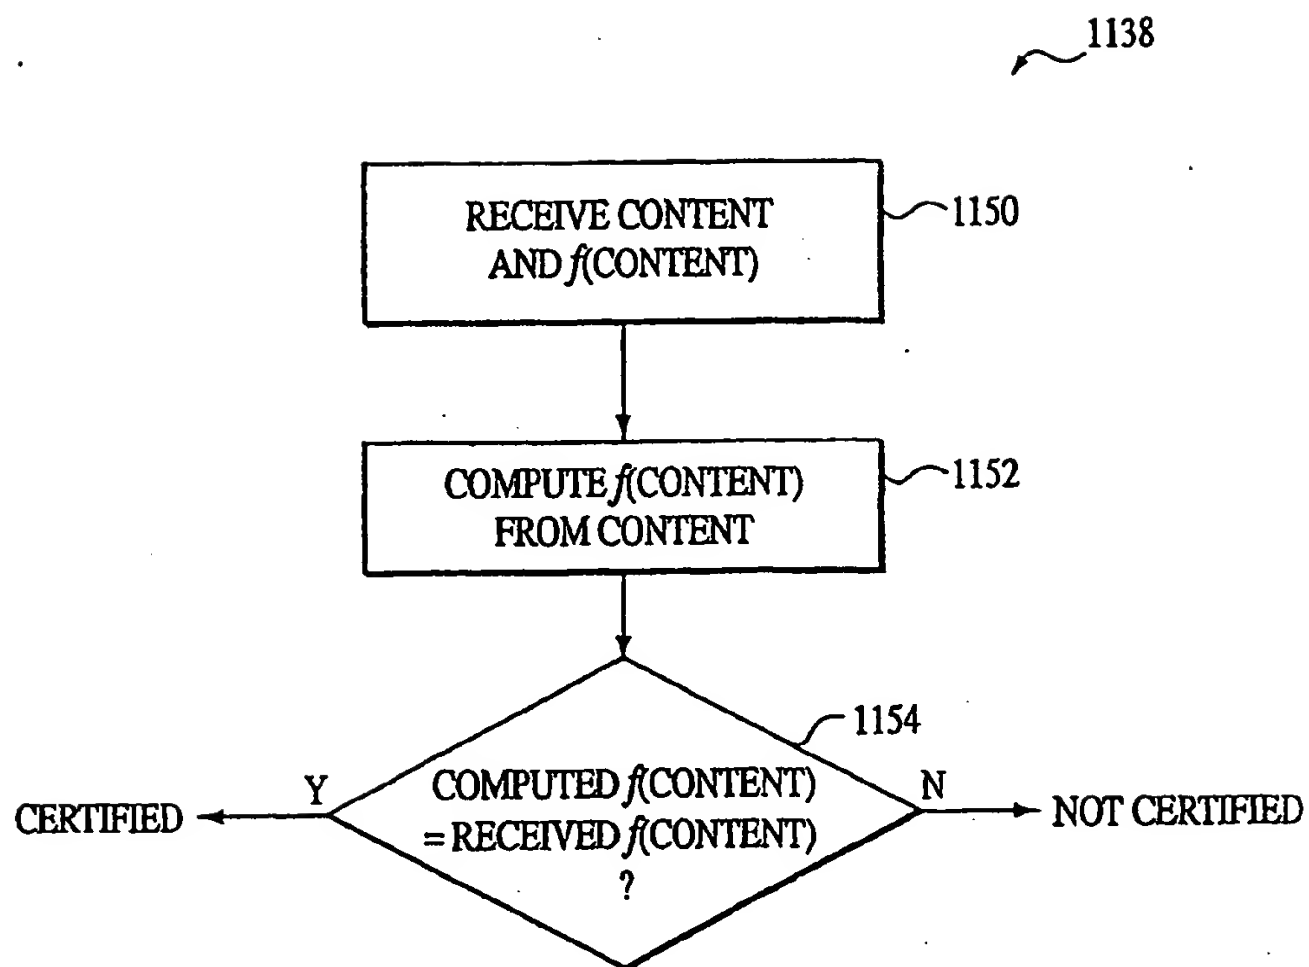 1138
RECEIVE CONTENT
AND f(CONTENT)
1150
COMPUTE f(CONTENT)
FROM CONTENT
1152
1154
Y
N
COMPUTED f(CONTENT)
= RECEIVED f(CONTENT)
?
CERTIFIED
NOT CERTIFIED